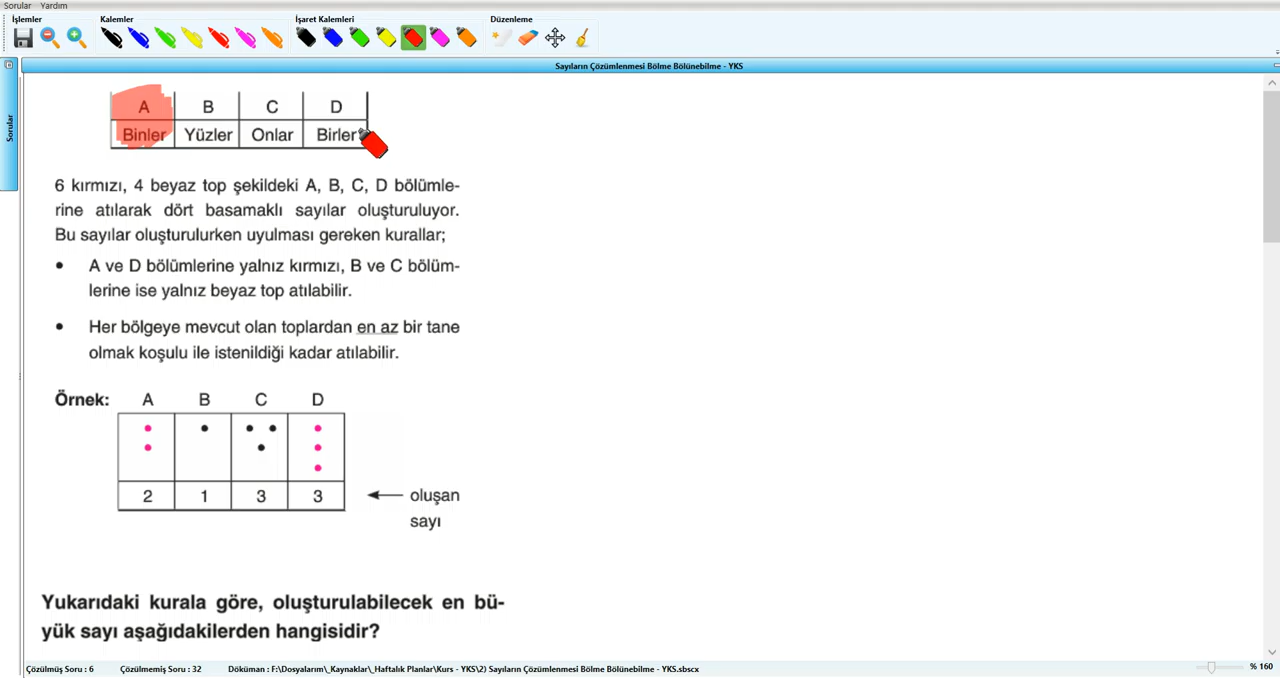 Sorular Yardım
İşlemler Kalemler İşaret Kalemleri Düzenleme
Sayıların Çözümlenmesi Bölme Bölünebilme - YKS
Sorular
A B C D
Binler Yüzler Onlar Birler
6 kırmızı, 4 beyaz top şekildeki A, B, C, D bölümle-
rine atılarak dört basamaklı sayılar oluşturuluyor.
Bu sayılar oluşturulurken uyulması gereken kurallar;
• A ve D bölümlerine yalnız kırmızı, B ve C bölüm-
lerine ise yalnız beyaz top atılabilir.
• Her bölgeye mevcut olan toplardan en az bir tane
olmak koşulu ile istenildiği kadar atılabilir.
Örnek: A B C D
2 1 3 3 oluşan
sayı
Yukarıdaki kurala göre, oluşturulabilecek en bü-
yük sayı aşağıdakilerden hangisidir?
Çözülmüş Soru : 6 Çözülmemiş Soru : 32 Döküman : F:\Dosyalarım\_Kaynaklar\_Haftalık Planlar\Kurs - YKS\2) Sayıların Çözümlenmesi Bölme Bölünebilme - YKS.sbscx % 160